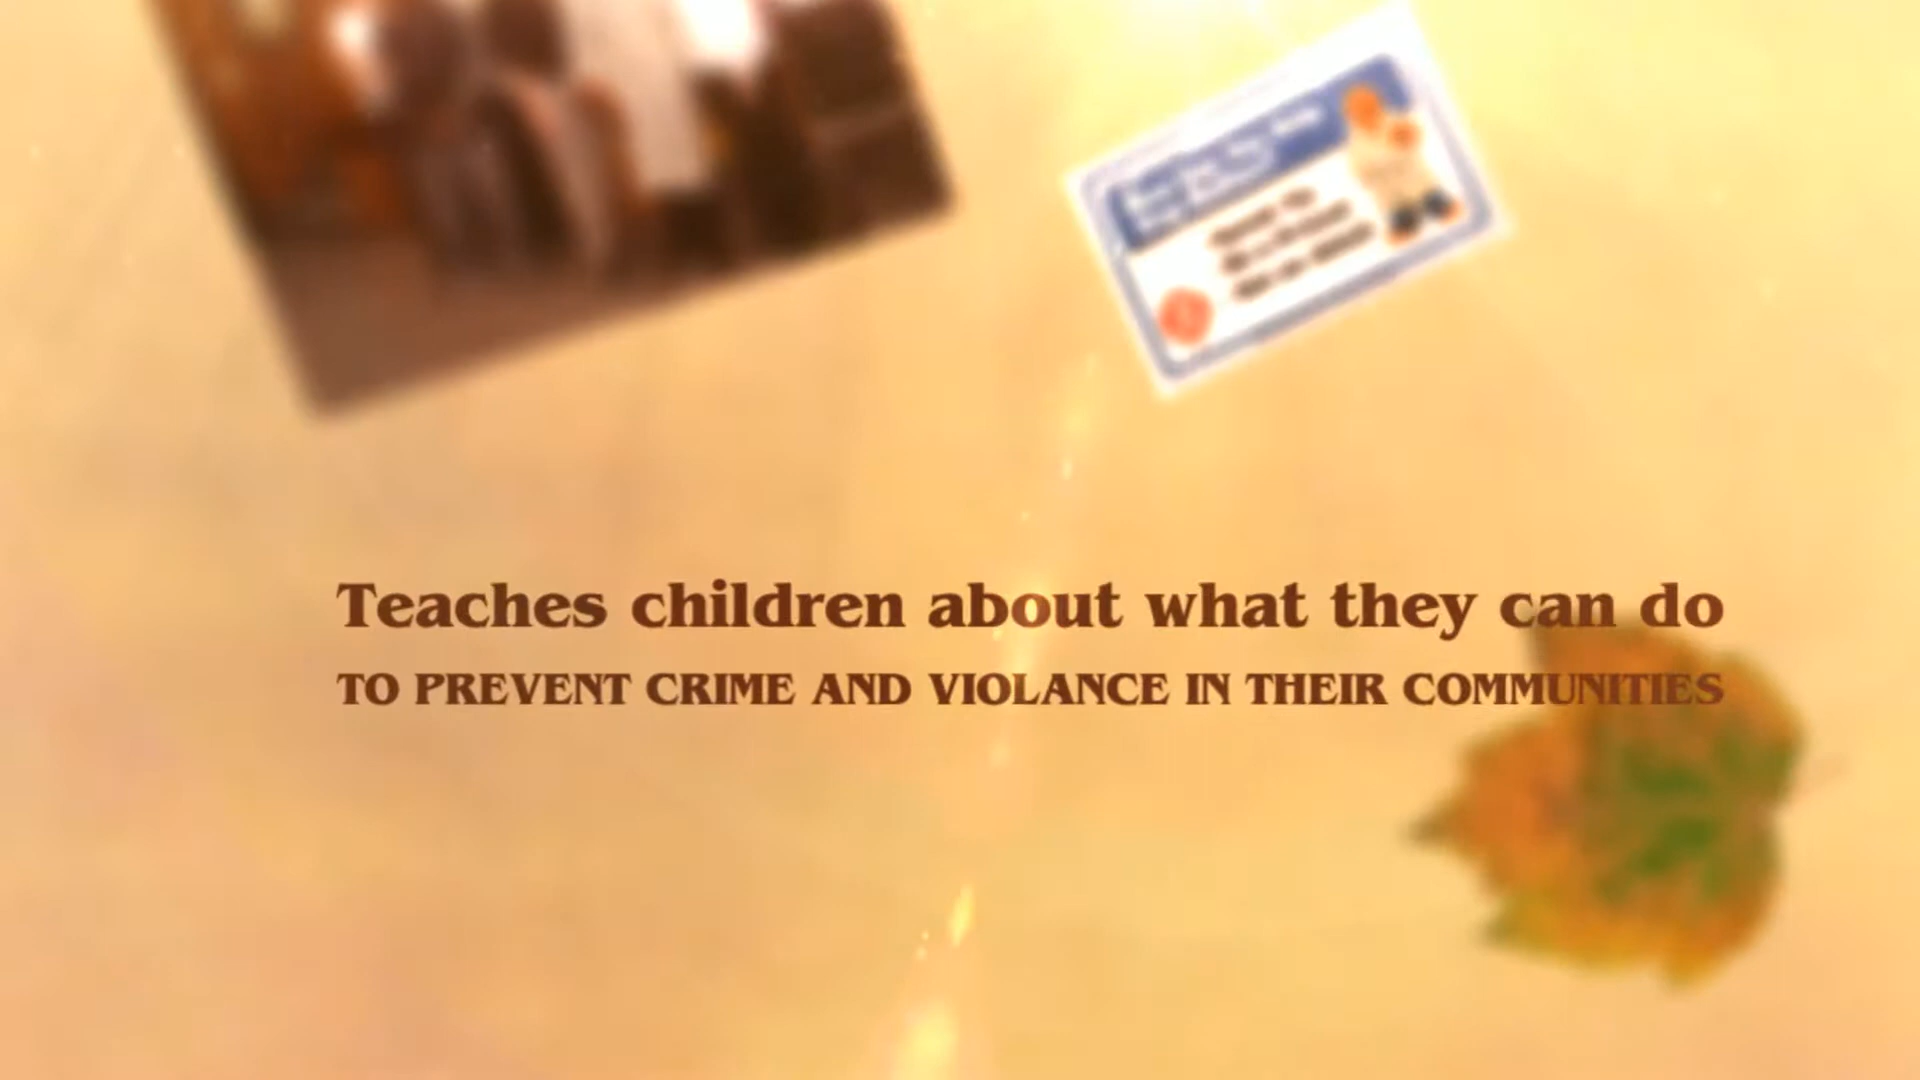 Teaches children about what they can do
TO PREVENT CRIME AND VIOLANCE IN THEIR COMMUNITIES